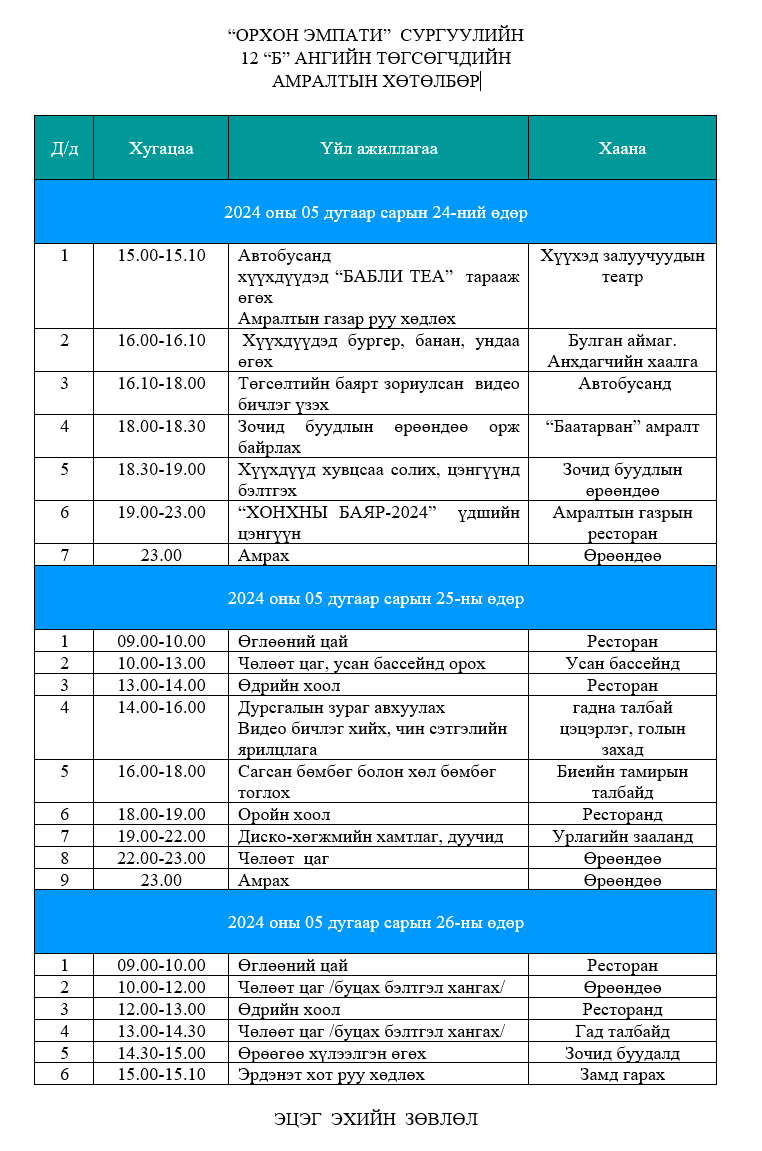 “ОРХОН ЭМПАТИ” СУРГУУЛИЙН
12 “Б” АНГИЙН ТӨГСӨГЧДИЙН
АМРАЛТЫН ХӨТӨЛБӨР
Д/д Хугацаа Үйл ажиллагаа Хаана
2024 оны 05 дугаар сарын 24-ний өдөр
1 15.00-15.10 Автобусанд Хүүхэд залуучуудын
хүүхдүүдэд “БАБЛИ ТЕА” тарааж театр
өгөх
Амралтын газар руу хөдлөх
2 16.00-16.10 Хүүхдүүдэд бургер, банан, ундаа Булган аймаг.
өгөх Анхдагчийн хаалга
3 16.10-18.00 Төгсөлтийн баярт зориулсан видео Автобусанд
бичлэг үзэх
4 18.00-18.30 Зочид буудлын өрөөндөө орж “Баатарван” амралт
байрлах
5 18.30-19.00 Хүүхдүүд хувцсаа солих, цэнгүүнд Зочид буудлын
бэлтгэх өрөөндөө
6 19.00-23.00 “ХОНХНЫ БАЯР-2024” үдшийн Амралтын газрын
цэнгүүн ресторан
7 23.00 Амрах Өрөөндөө
2024 оны 05 дугаар сарын 25-ны өдөр
1 09.00-10.00 Өглөөний цай Ресторан
2 10.00-13.00 Чөлөөт цаг, усан бассейнд орох Усан бассейнд
3 13.00-14.00 Өдрийн хоол Ресторан
4 14.00-16.00 Дурсгалын зураг авхуулах гадна талбай
Видео бичлэг хийх, чин сэтгэлийн цэцэрлэг, голын
ярилцлага захад
5 16.00-18.00 Сагсан бөмбөг болон хөл бөмбөг Биеийн тамирын
тоглох талбайд
6 18.00-19.00 Оройн хоол Ресторанд
7 19.00-22.00 Диско-хөгжмийн хамтлаг, дуучид Урлагийн зааланд
8 22.00-23.00 Чөлөөт цаг Өрөөндөө
9 23.00 Амрах Өрөөндөө
2024 оны 05 дугаар сарын 26-ны өдөр
1 09.00-10.00 Өглөөний цай Ресторан
2 10.00-12.00 Чөлөөт цаг /буцах бэлтгэл хангах/ Өрөөндөө
3 12.00-13.00 Өдрийн хоол Ресторанд
4 13.00-14.30 Чөлөөт цаг /буцах бэлтгэл хангах/ Гад талбайд
5 14.30-15.00 Өрөөгөө хүлээлгэн өгөх Зочид буудалд
6 15.00-15.10 Эрдэнэт хот руу хөдлөх Замд гарах
ЭЦЭГ ЭХИЙН ЗӨВЛӨЛ